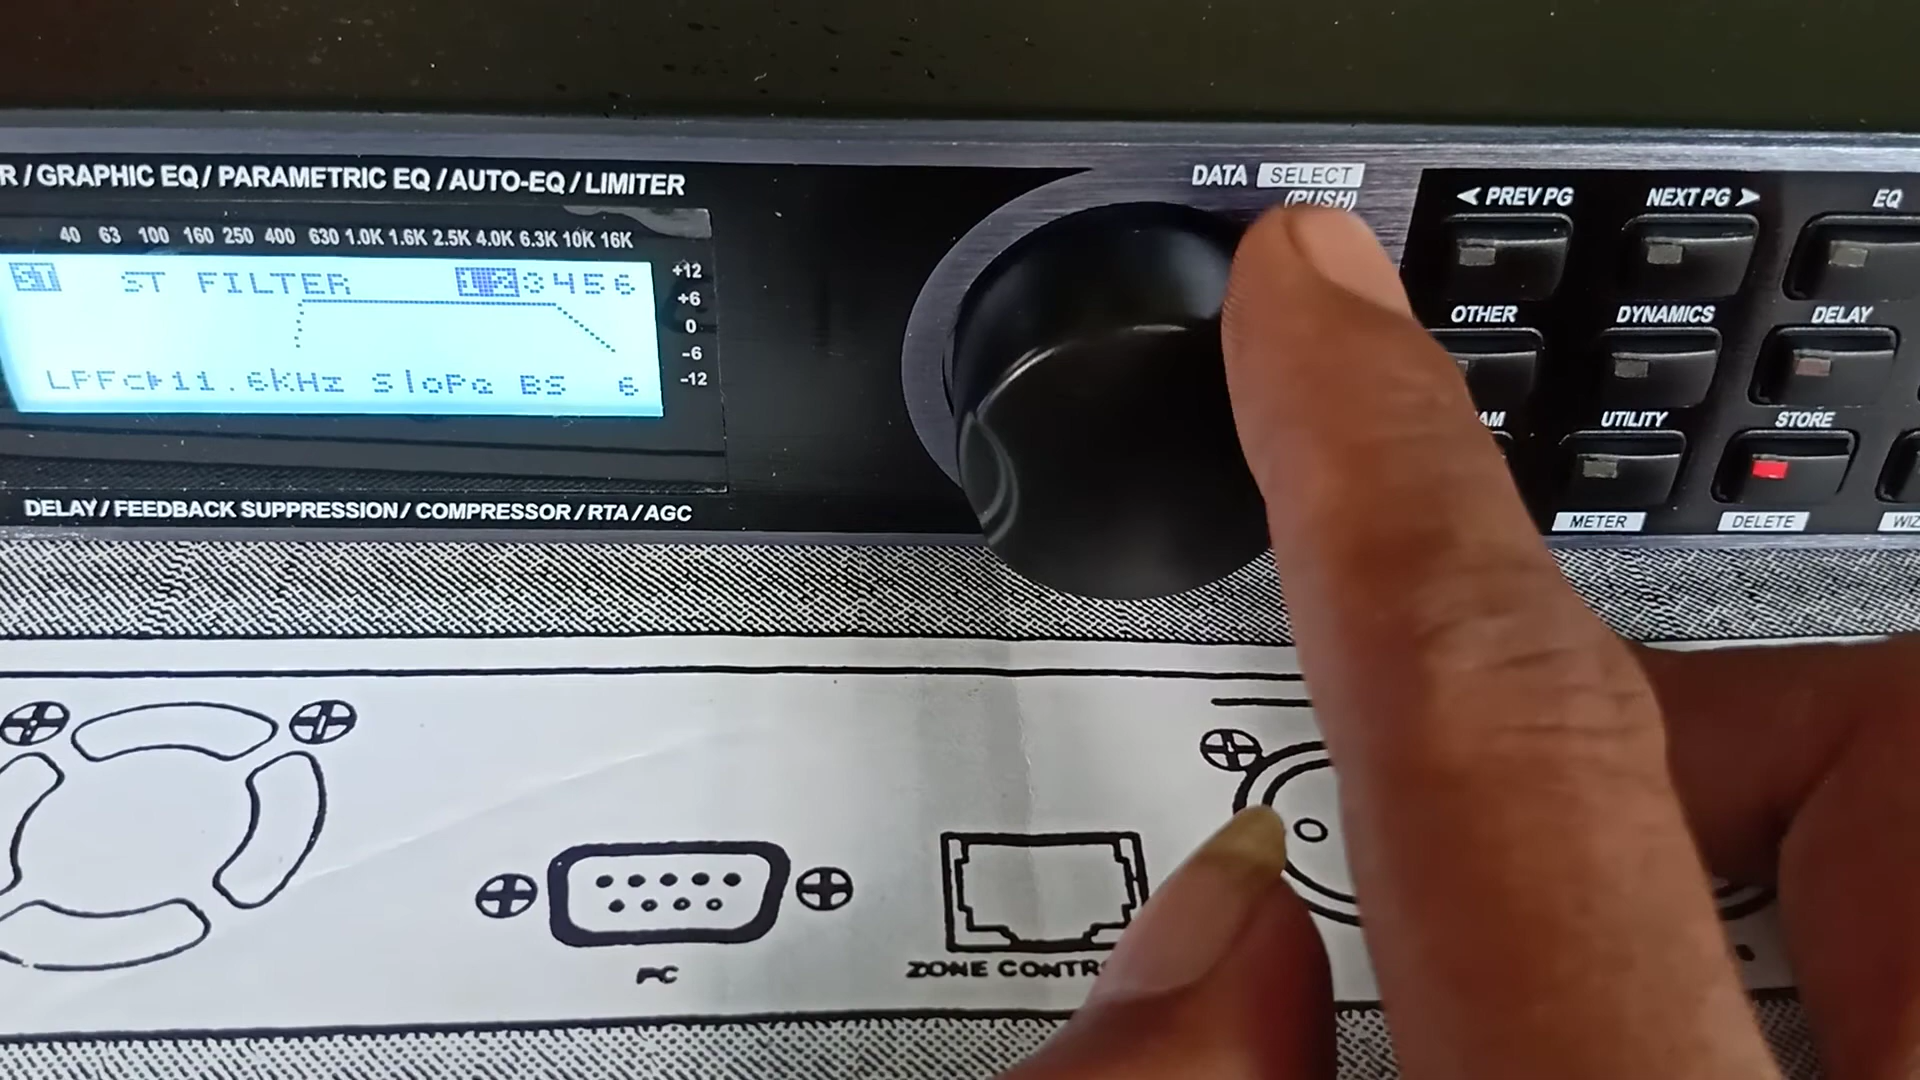 R / GRAPHIC EQ / PARAMETRIC EQ / AUTO-EQ / LIMITER
40 63 100 160 250 400 630 1.0K 1.6K 2.5K 4.0K 6.3K 10K 16K
ST ST FILTER 123456
LPFc▸11.6kHz Slope BS 6
+12
+6
0
-6
-12
DELAY / FEEDBACK SUPPRESSION / COMPRESSOR / RTA / AGC
DATA SELECT
(PUSH)
PREV PG NEXT PG EQ
OTHER DYNAMICS DELAY
AM UTILITY STORE
METER DELETE WIZ
PC
ZONE CONTR